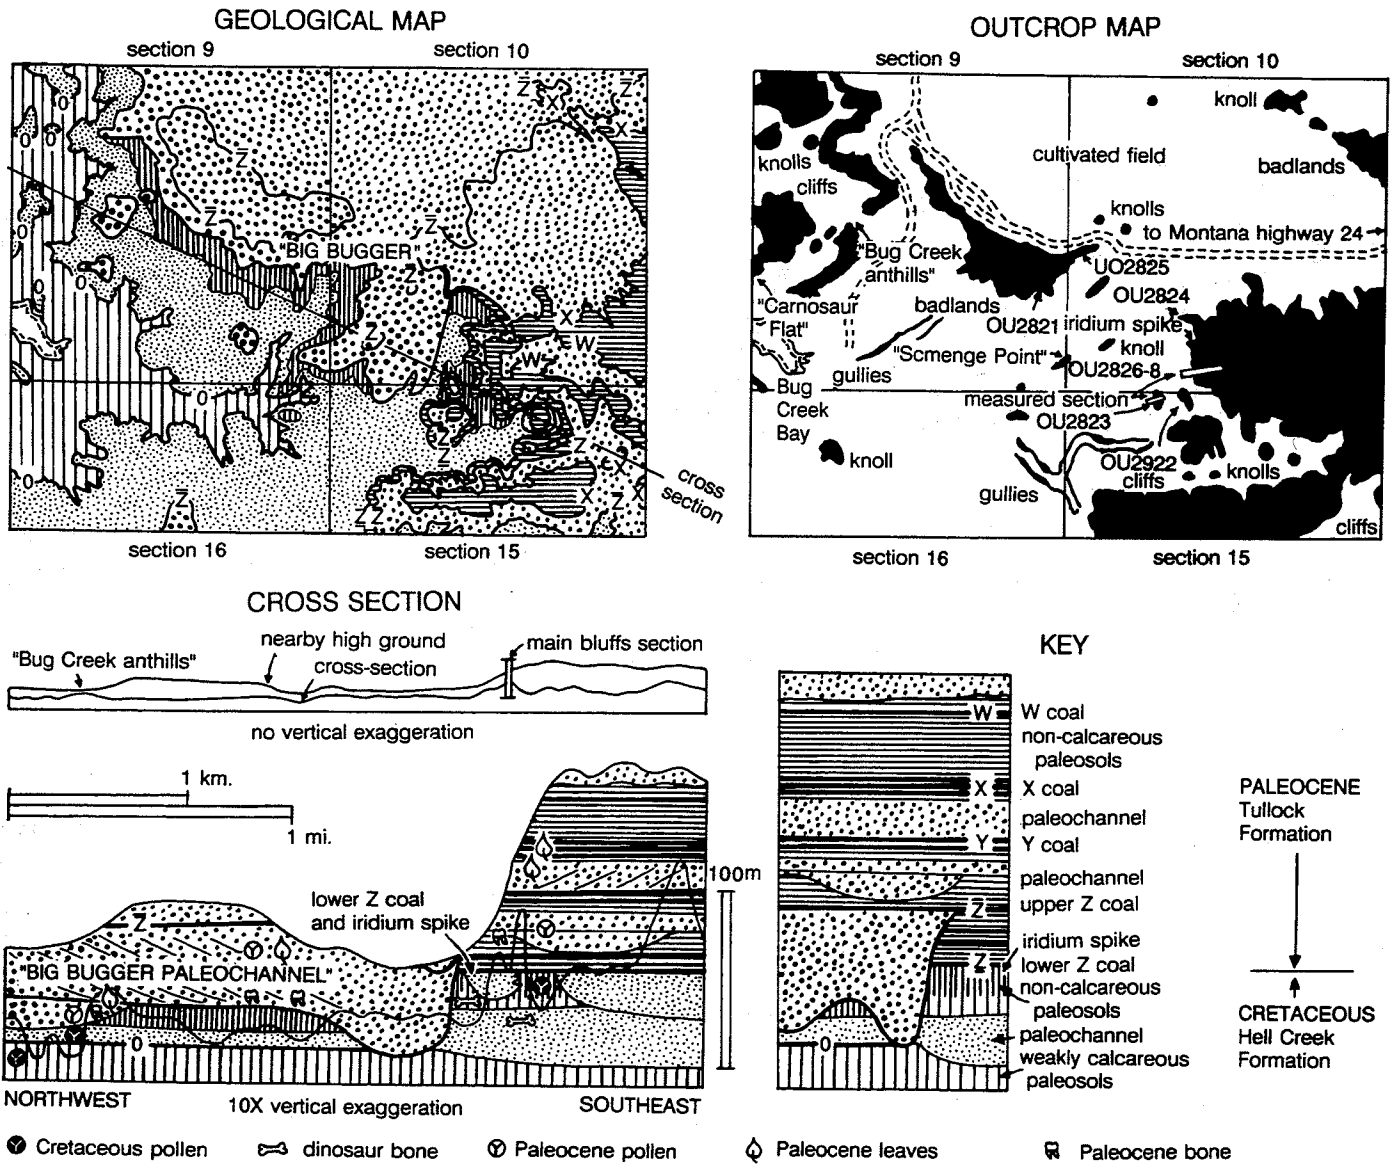 GEOLOGICAL MAP
section 9
section 10
"BIG BUGGER"
section 16
section 15
cross
section
OUTCROP MAP
section 9
section 10
knoll
cultivated field
badlands
knolls
cliffs
knolls
to Montana highway 24
"Bug Creek
anthills"
UO2825
OU2824
"Carnosaur
Flat"
badlands
OU2821
iridium spike
knoll
"Scmenge Point"
OU2826-8
gullies
measured section
Bug
Creek
Bay
OU2823
knoll
OU2922
cliffs
knolls
gullies
cliffs
section 16
section 15
CROSS SECTION
"Bug Creek anthills"
nearby high ground
cross-section
main bluffs section
no vertical exaggeration
1 km.
1 mi.
100m
lower Z coal
and iridium spike
Z
"BIG BUGGER PALEOCHANNEL"
0
NORTHWEST
10X vertical exaggeration
SOUTHEAST
KEY
W
W coal
non-calcareous
paleosols
X
X coal
paleochannel
Y
Y coal
paleochannel
Z̅
upper Z coal
iridium spike
Z
lower Z coal
non-calcareous
paleosols
paleochannel
0
weakly calcareous
paleosols
PALEOCENE
Tullock
Formation
CRETACEOUS
Hell Creek
Formation
Cretaceous pollen
dinosaur bone
Paleocene pollen
Paleocene leaves
Paleocene bone